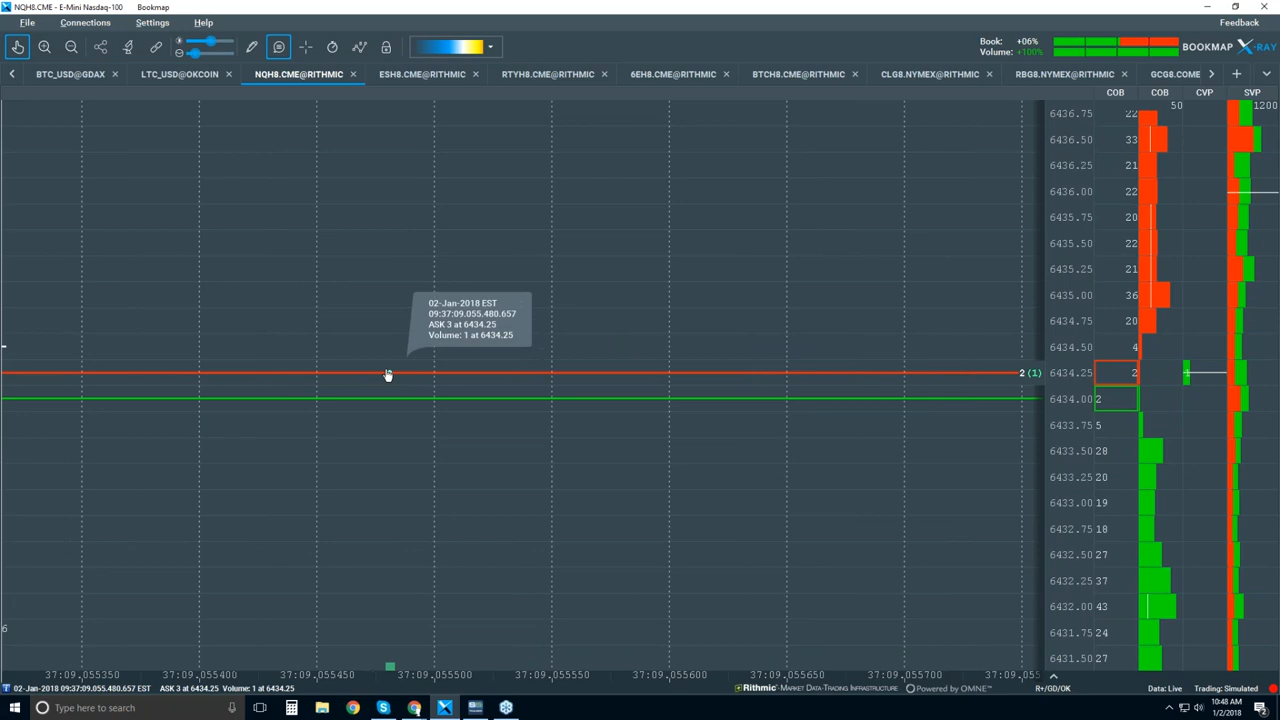 NQH8.CME - E-Mini Nasdaq-100 Bookmap
File Connections Settings Help Feedback
Book: +06%
Volume: +100%
BOOKMAP X-RAY
BTC_USD@GDAX LTC_USD@OKCOIN NQH8.CME@RITHMIC ESH8.CME@RITHMIC RTYH8.CME@RITHMIC 6EH8.CME@RITHMIC BTCH8.CME@RITHMIC CLG8.NYMEX@RITHMIC RBG8.NYMEX@RITHMIC GCG8.COME
COB COB CVP SVP
50 1200
6436.75 22
6436.50 33
6436.25 21
6436.00 22
6435.75 20
6435.50 22
6435.25 21
6435.00 36
6434.75 20
6434.50 4
2 (1) 6434.25 2
6434.00 2
6433.75 5
6433.50 28
6433.25 20
6433.00 19
6432.75 18
6432.50 27
6432.25 37
6432.00 43
6431.75 24
6431.50 27
02-Jan-2018 EST
09:37:09.055.480.657
ASK 3 at 6434.25
Volume: 1 at 6434.25
6
37:09.055350 37:09.055400 37:09.055450 37:09.055500 37:09.055550 37:09.055600 37:09.055650 37:09.055700 37:09.055
02-Jan-2018 09:37:09.055.480.657 EST ASK 3 at 6434.25 Volume: 1 at 6434.25
Rithmic - MARKET DATA-TRADING INFRASTRUCTURE Powered by OMNE™ R+/GD/OK Data: Live Trading: Simulated
Type here to search
10:48 AM
1/2/2018
2